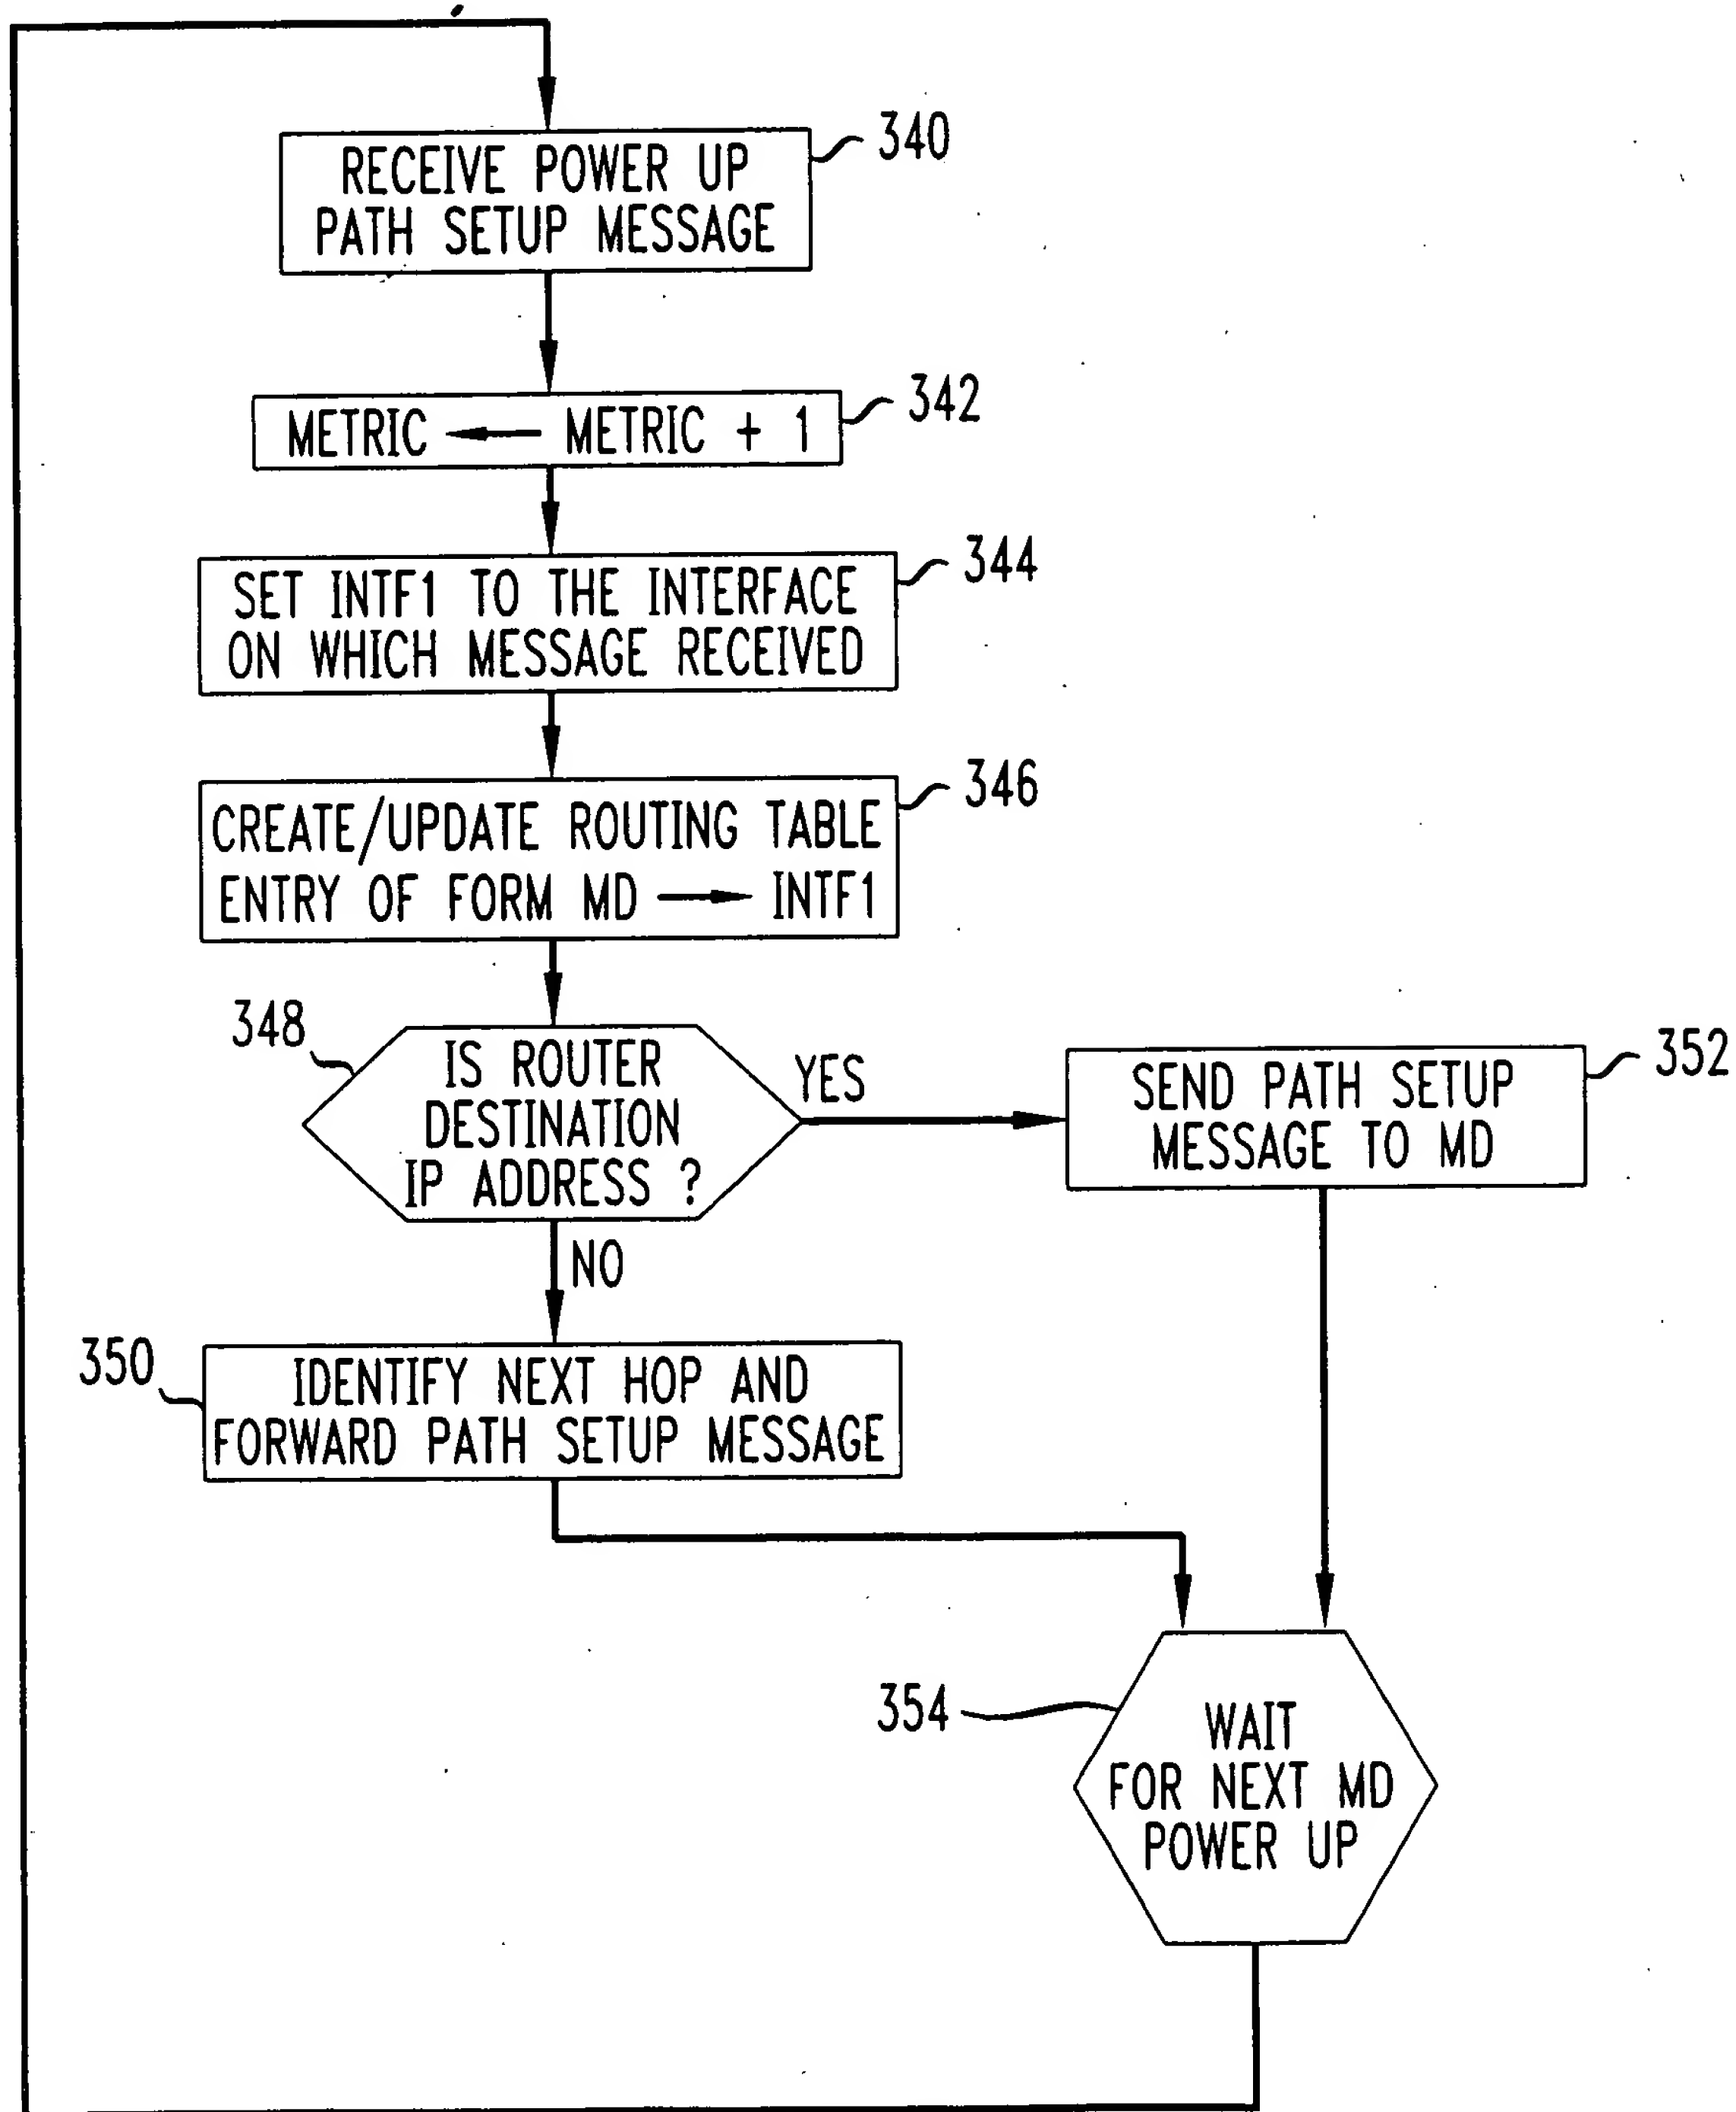 RECEIVE POWER UP
PATH SETUP MESSAGE
340
METRIC ← METRIC + 1
342
SET INTF1 TO THE INTERFACE
ON WHICH MESSAGE RECEIVED
344
CREATE/UPDATE ROUTING TABLE
ENTRY OF FORM MD → INTF1
346
348
IS ROUTER
DESTINATION
IP ADDRESS ?
YES
SEND PATH SETUP
MESSAGE TO MD
352
NO
350
IDENTIFY NEXT HOP AND
FORWARD PATH SETUP MESSAGE
354
WAIT
FOR NEXT MD
POWER UP